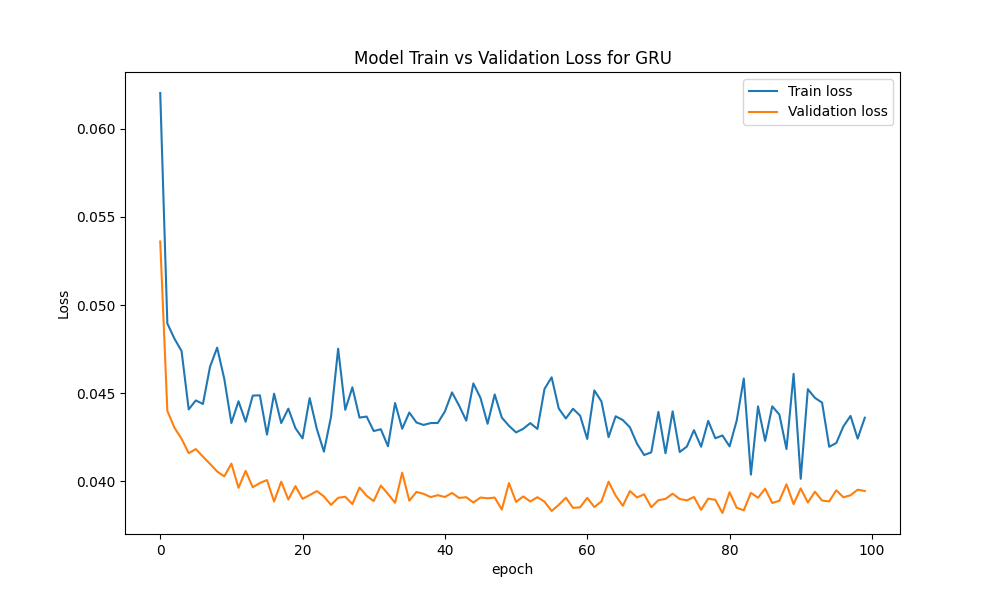 Model Train vs Validation Loss for GRU
Train loss
Validation loss
0.060
0.055
0.050
0.045
0.040
Loss
0
20
40
60
80
100
epoch